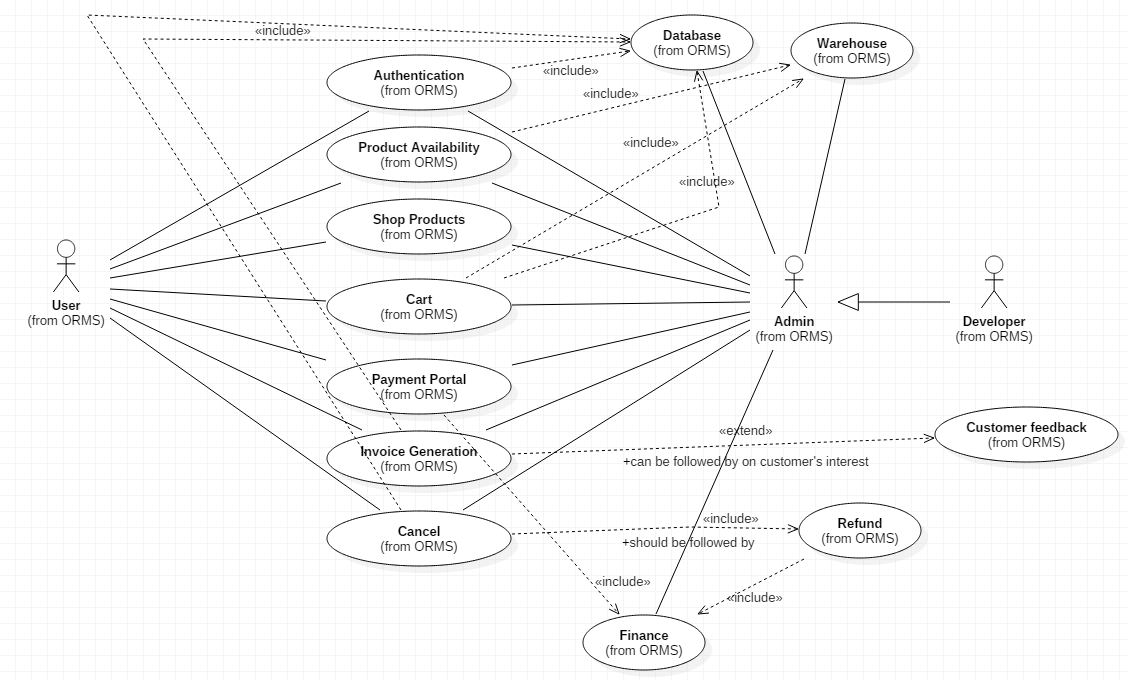 «include»
Database
(from ORMS)
Warehouse
(from ORMS)
«include»
Authentication
(from ORMS)
«include»
Product Availability
(from ORMS)
«include»
«include»
Shop Products
(from ORMS)
User
(from ORMS)
Cart
(from ORMS)
Admin
(from ORMS)
Developer
(from ORMS)
Payment Portal
(from ORMS)
«extend»
Customer feedback
(from ORMS)
Invoice Generation
(from ORMS)
+can be followed by on customer's interest
Cancel
(from ORMS)
«include»
+should be followed by
Refund
(from ORMS)
«include»
«include»
Finance
(from ORMS)